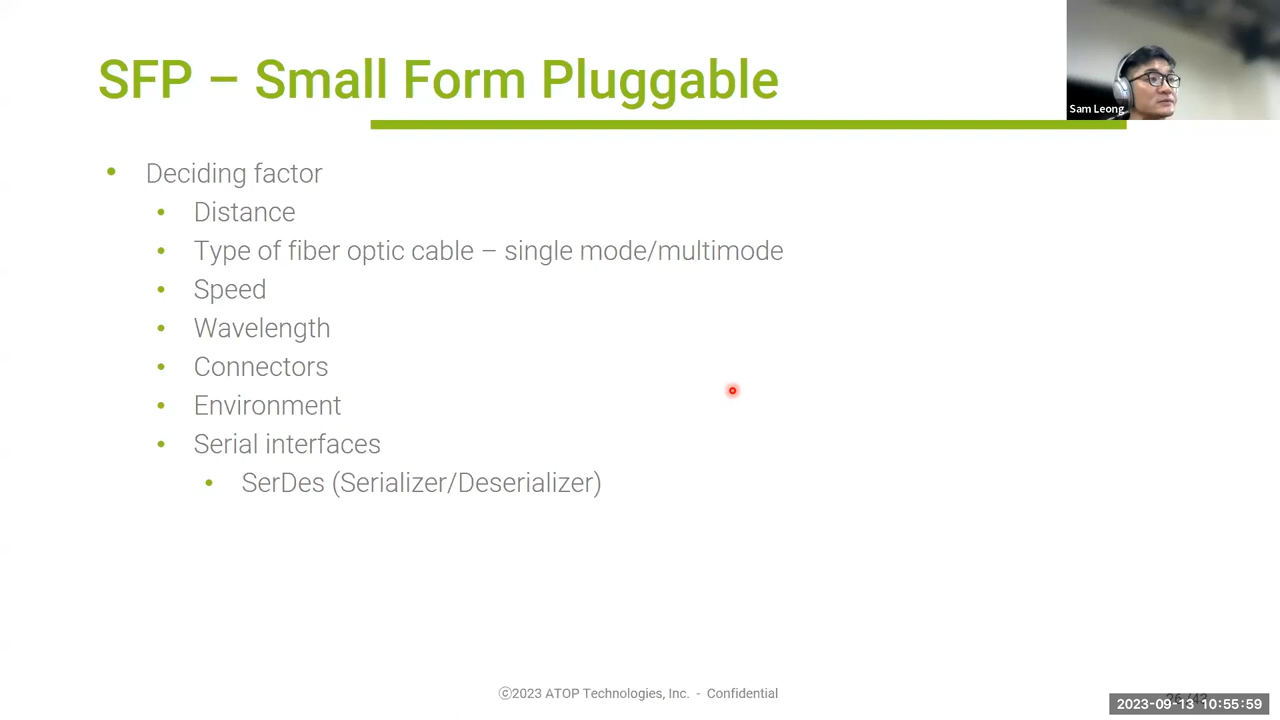 SFP – Small Form Pluggable
Sam Leong
Deciding factor
Distance
Type of fiber optic cable – single mode/multimode
Speed
Wavelength
Connectors
Environment
Serial interfaces
SerDes (Serializer/Deserializer)
©2023 ATOP Technologies, Inc. - Confidential
2023-09-13 10:55:59